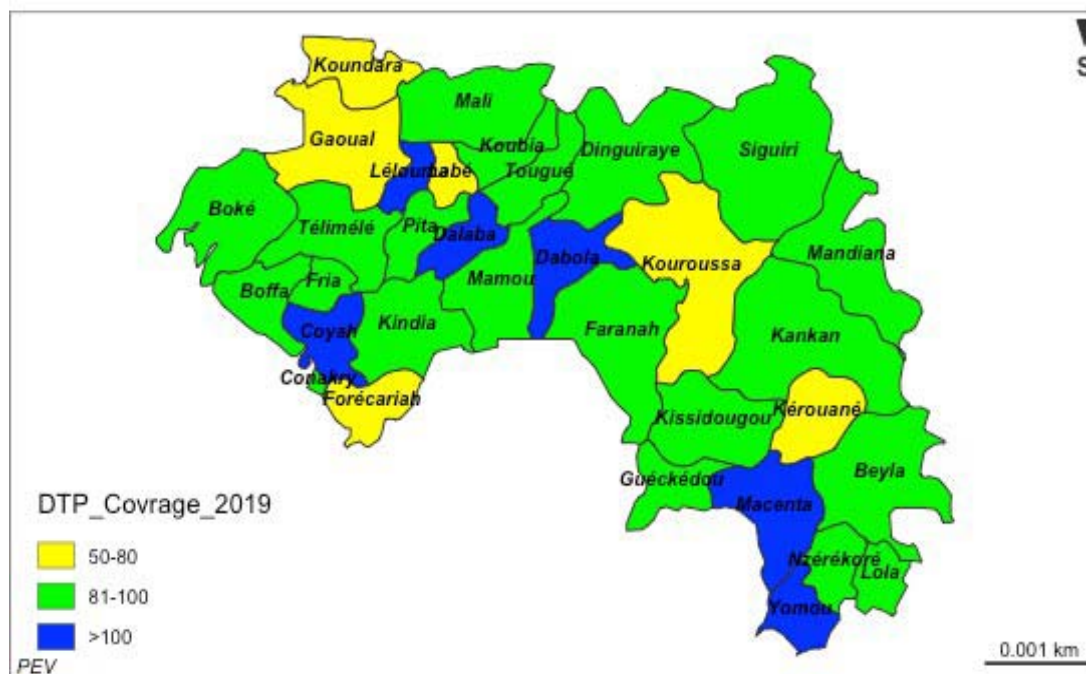 S
Koundara
Mali
Gaoual
Koubia
Dinguiraye
Siguiri
Lélouma
Labé
Tougué
Boké
Télimélé
Pita
Dalaba
Dabola
Mandiana
Kouroussa
Mamou
Fria
Boffa
Coyah
Kindia
Faranah
Kankan
Conakry
Forécariah
Kérouané
Kissidougou
Beyla
Guéckédou
Macenta
Nzérékoré
Lola
Yomou
DTP_Covrage_2019
50-80
81-100
>100
0.001 km
PEV